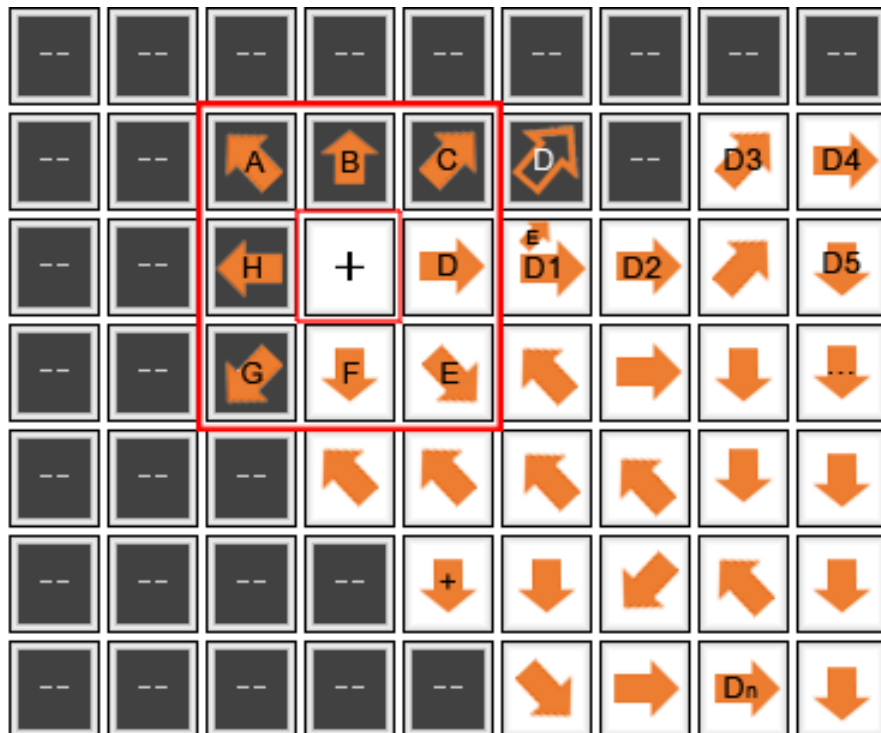 -- -- -- -- -- -- -- -- --
-- -- A B C D -- D3 D4
-- -- H + D E D1 D2 D5
-- -- G F E ...
-- -- --
-- -- -- -- +
-- -- -- -- -- Dn